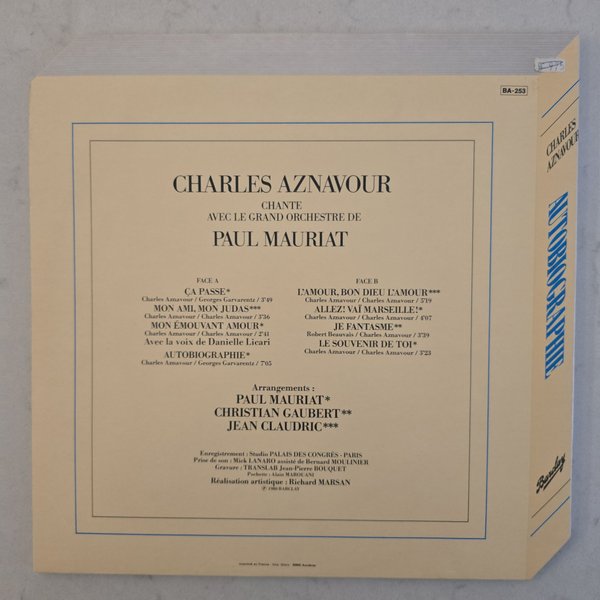 BA-253
CHARLES AZNAVOUR
CHANTE
AVEC LE GRAND ORCHESTRE DE
PAUL MAURIAT
FACE A
ÇA PASSE*
Charles Aznavour / Georges Garvarentz / 3'49
MON AMI, MON JUDAS***
Charles Aznavour / Charles Aznavour / 3'56
MON ÉMOUVANT AMOUR*
Charles Aznavour / Charles Aznavour / 2'41
Avec la voix de Danielle Licari
AUTOBIOGRAPHIE*
Charles Aznavour / Georges Garvarentz / 7'05
FACE B
L'AMOUR, BON DIEU L'AMOUR***
Charles Aznavour / Charles Aznavour / 5'19
ALLEZ! VAÏ MARSEILLE!*
Charles Aznavour / Charles Aznavour / 4'07
JE FANTASME**
Robert Beauvais / Charles Aznavour / 3'39
LE SOUVENIR DE TOI*
Charles Aznavour / Charles Aznavour / 3'23
Arrangements :
PAUL MAURIAT*
CHRISTIAN GAUBERT**
JEAN CLAUDRIC***
Enregistrement : Studio PALAIS DES CONGRÈS - PARIS
Prise de son : Mick LANARO assisté de Bernard MOULINIER
Gravure : TRANSLAB Jean-Pierre BOUQUET
Pochette : Alain MAROUANI
Réalisation artistique : Richard MARSAN
℗ 1980 BARCLAY
CHARLES
AZNAVOUR
AUTOBIOGRAPHIE
Barclay